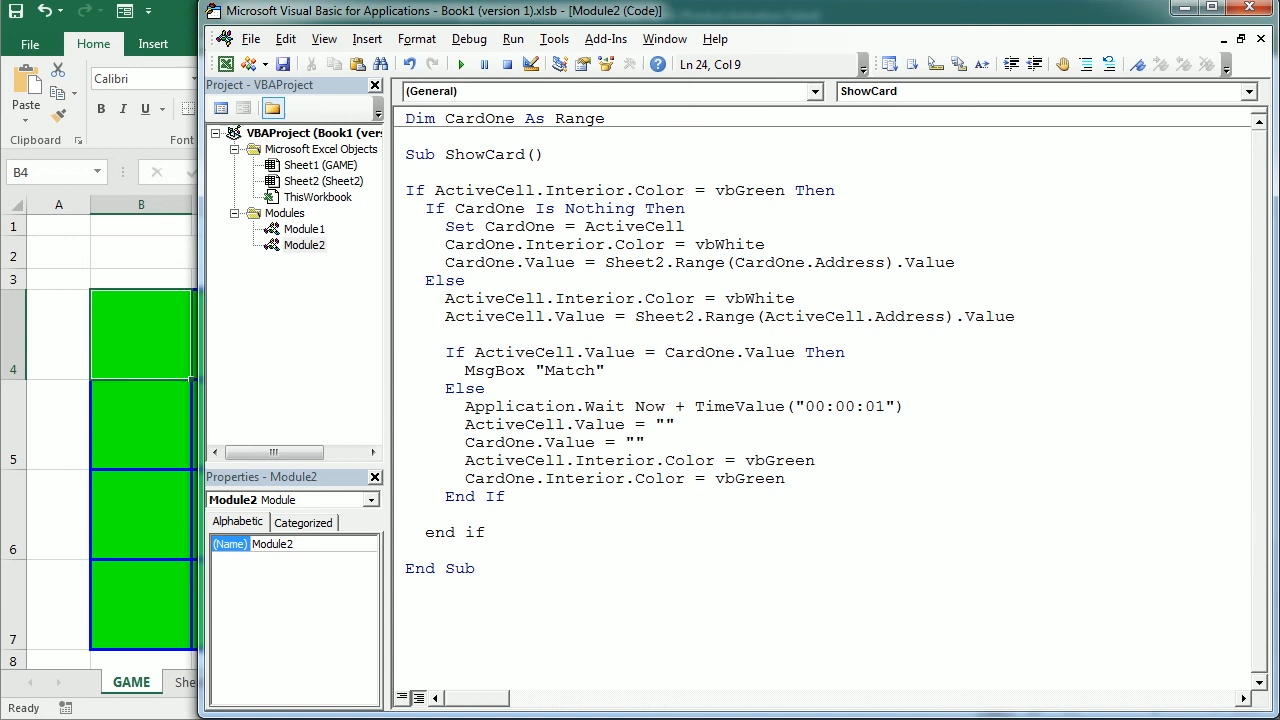 Microsoft Visual Basic for Applications - Book1 (version 1).xlsb - [Module2 (Code)]
File Home Insert
File Edit View Insert Format Debug Run Tools Add-Ins Window Help
Ln 24, Col 9
Calibri
Paste
B I U
Clipboard
Font
B4
Project - VBAProject
VBAProject (Book1 (ver
Microsoft Excel Objects
Sheet1 (GAME)
Sheet2 (Sheet2)
ThisWorkbook
Modules
Module1
Module2
Properties - Module2
Module2 Module
Alphabetic Categorized
(Name) Module2
(General)
ShowCard
Dim CardOne As Range
Sub ShowCard()
If ActiveCell.Interior.Color = vbGreen Then
If CardOne Is Nothing Then
Set CardOne = ActiveCell
CardOne.Interior.Color = vbWhite
CardOne.Value = Sheet2.Range(CardOne.Address).Value
Else
ActiveCell.Interior.Color = vbWhite
ActiveCell.Value = Sheet2.Range(ActiveCell.Address).Value
If ActiveCell.Value = CardOne.Value Then
MsgBox "Match"
Else
Application.Wait Now + TimeValue("00:00:01")
ActiveCell.Value = ""
CardOne.Value = ""
ActiveCell.Interior.Color = vbGreen
CardOne.Interior.Color = vbGreen
End If
end if
End Sub
A B
1
2
3
4
5
6
7
8
GAME She
Ready